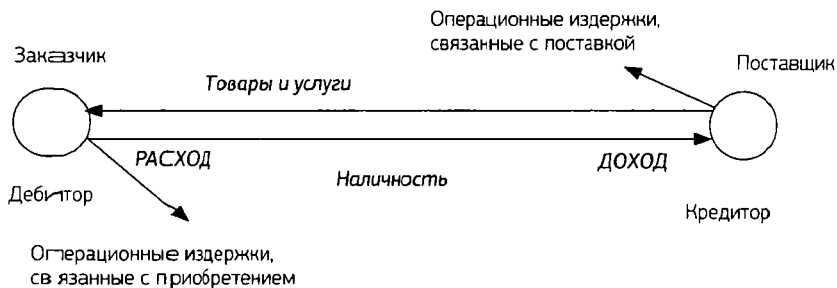 Операционные издержки,
связанные с поставкой
Заказчик
Поставщик
Товары и услуги
РАСХОД
ДОХОД
Наличность
Дебитор
Кредитор
Операционные издержки,
связанные с приобретением